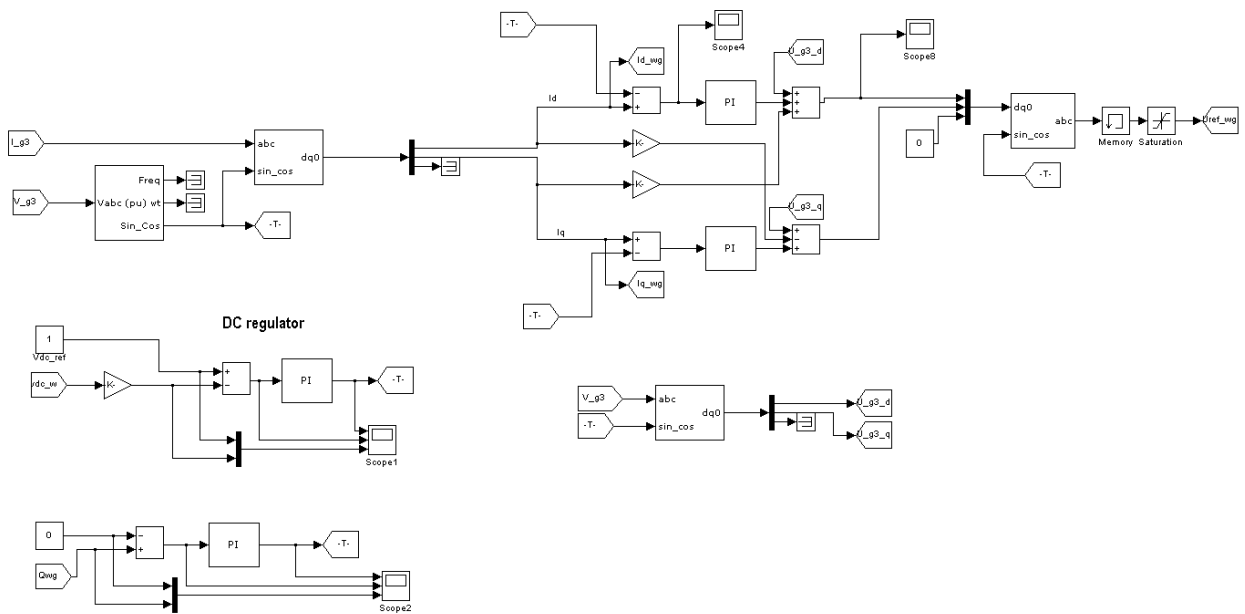 -T-
Scope4
Id_wg
U_g3_d
Scope8
Id
PI
I_g3
abc
dq0
sin_cos
K-
0
dq0
abc
sin_cos
Memory
Saturation
Uref_wg
-T-
V_g3
Freq
Vabc (pu) wt
Sin_Cos
-T-
K-
U_g3_q
Iq
PI
Iq_wg
-T-
DC regulator
1
Vdc_ref
vdc_w
K-
PI
-T-
Scope1
V_g3
-T-
abc
dq0
sin_cos
U_g3_d
U_g3_q
0
Qwg
PI
-T-
Scope2